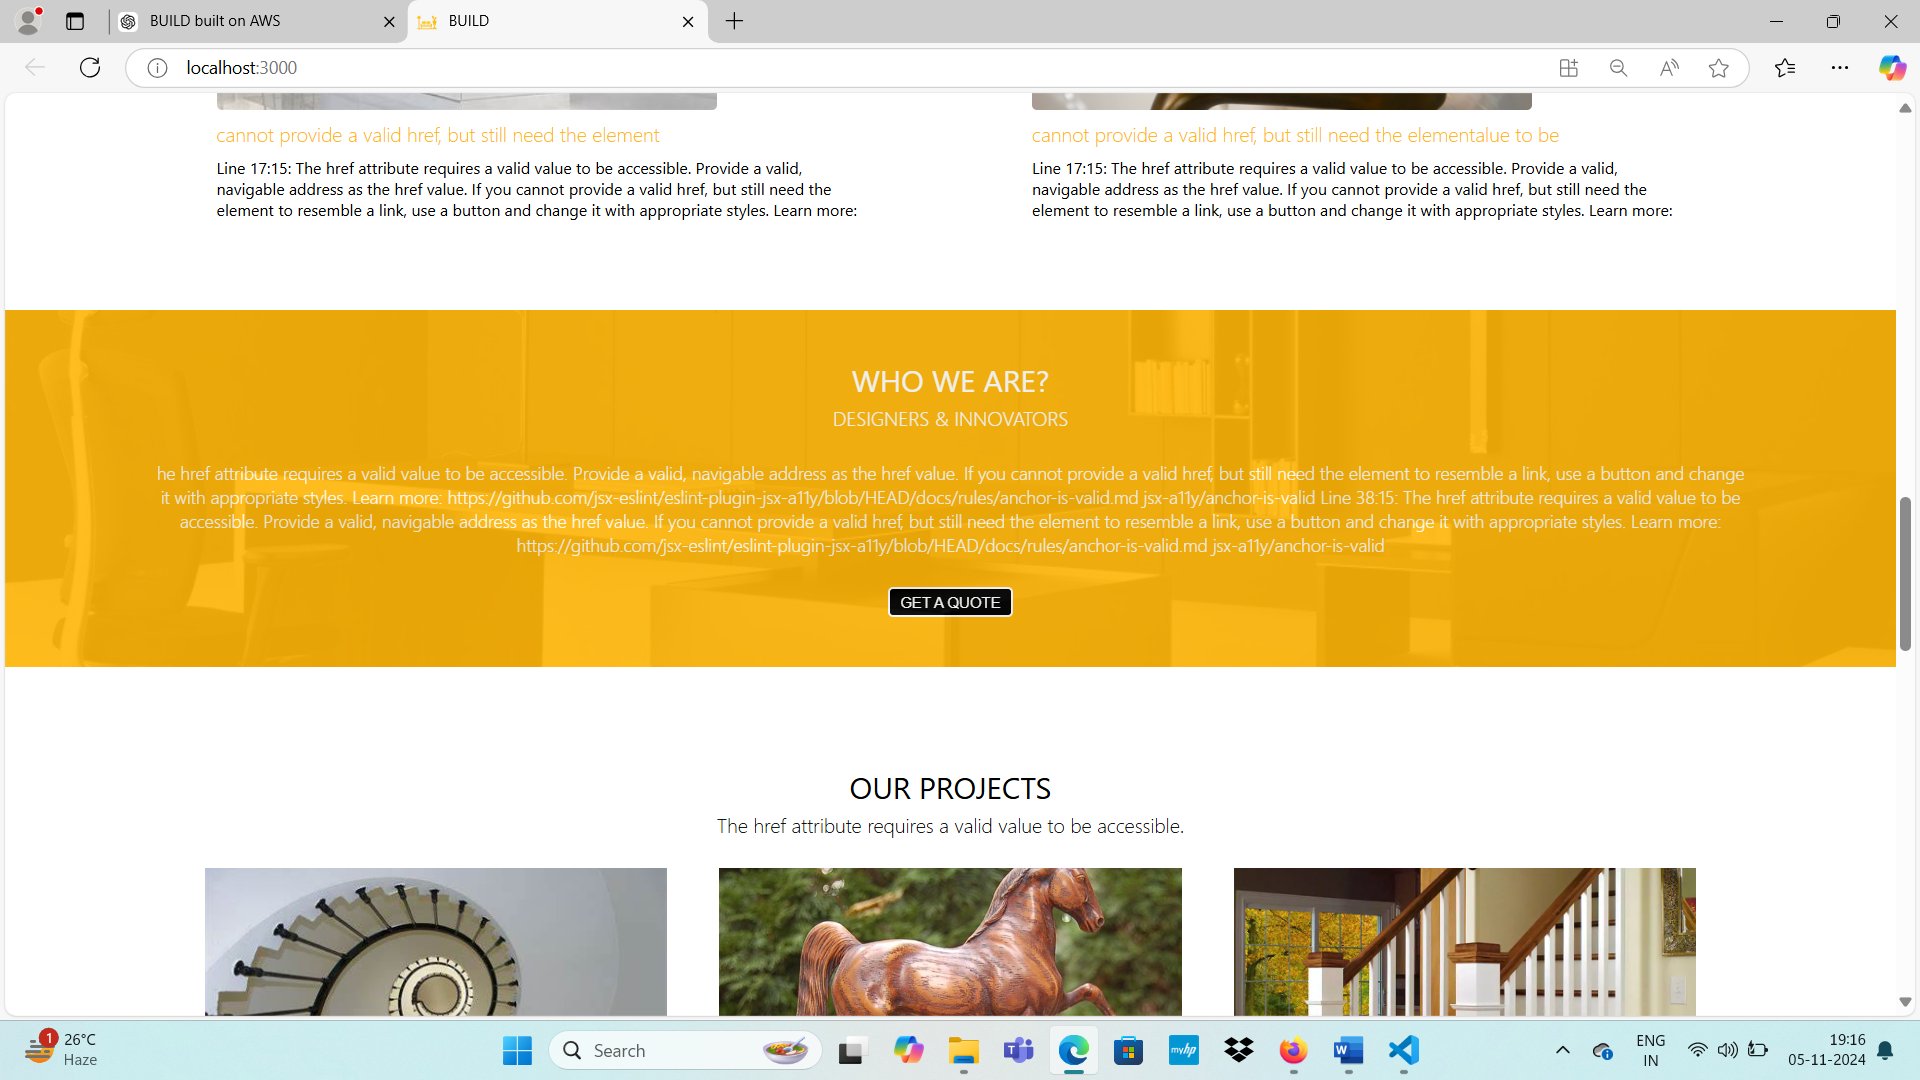 BUILD built on AWS
BUILD
localhost:3000
cannot provide a valid href, but still need the element
Line 17:15: The href attribute requires a valid value to be accessible. Provide a valid,
navigable address as the href value. If you cannot provide a valid href, but still need the
element to resemble a link, use a button and change it with appropriate styles. Learn more:
cannot provide a valid href, but still need the elementalue to be
Line 17:15: The href attribute requires a valid value to be accessible. Provide a valid,
navigable address as the href value. If you cannot provide a valid href, but still need the
element to resemble a link, use a button and change it with appropriate styles. Learn more:
WHO WE ARE?
DESIGNERS & INNOVATORS
he href attribute requires a valid value to be accessible. Provide a valid, navigable address as the href value. If you cannot provide a valid href, but still need the element to resemble a link, use a button and change
it with appropriate styles. Learn more: https://github.com/jsx-eslint/eslint-plugin-jsx-a11y/blob/HEAD/docs/rules/anchor-is-valid.md jsx-a11y/anchor-is-valid Line 38:15: The href attribute requires a valid value to be
accessible. Provide a valid, navigable address as the href value. If you cannot provide a valid href, but still need the element to resemble a link, use a button and change it with appropriate styles. Learn more:
https://github.com/jsx-eslint/eslint-plugin-jsx-a11y/blob/HEAD/docs/rules/anchor-is-valid.md jsx-a11y/anchor-is-valid
GET A QUOTE
OUR PROJECTS
The href attribute requires a valid value to be accessible.
1
26°C
Haze
Search
myhp
ENG
IN
19:16
05-11-2024